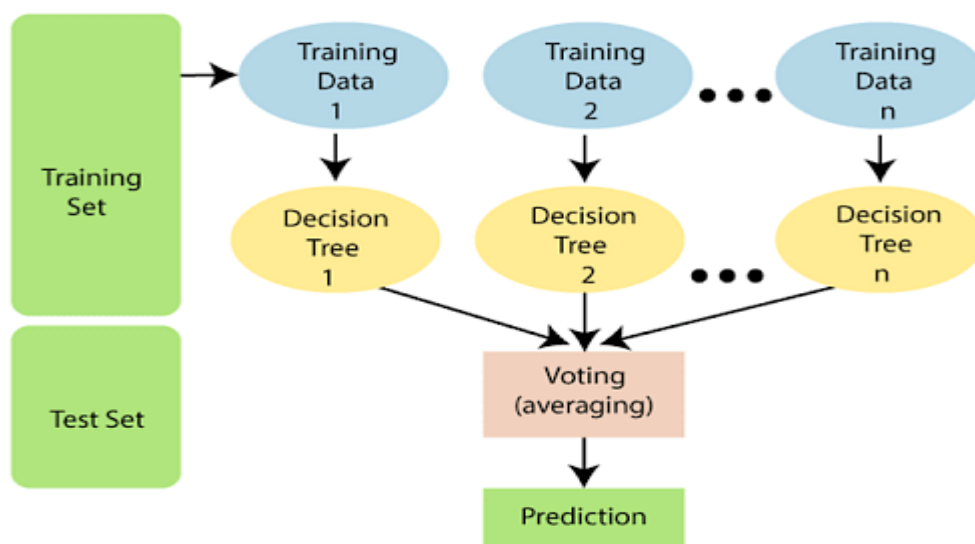 Training
Set
Test Set
Training
Data
1
Training
Data
2
Training
Data
n
Decision
Tree
1
Decision
Tree
2
Decision
Tree
n
Voting
(averaging)
Prediction